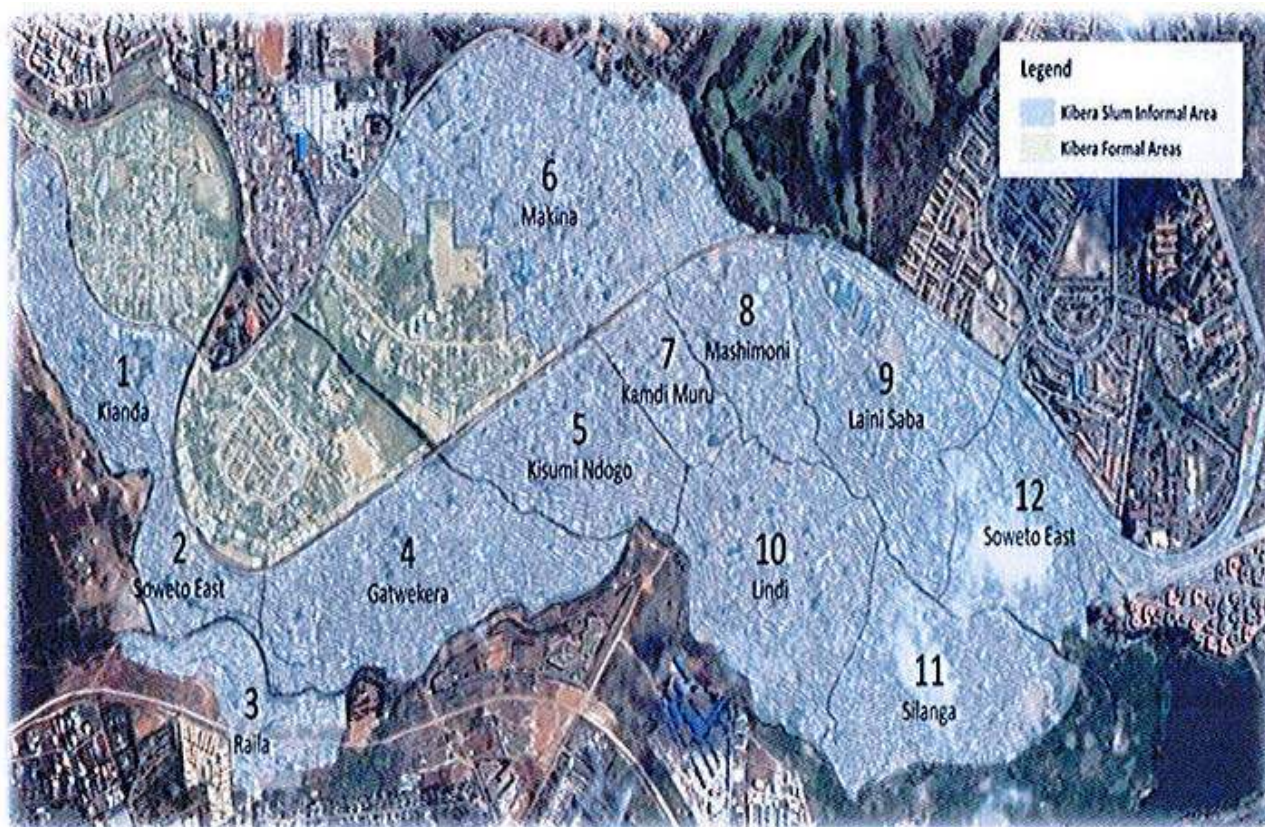 Legend
Kibera Slum Informal Area
Kibera Formal Areas
6
Makina
8
Mashimoni
7
Kamdi Muru
1
Kianda
9
Laini Saba
5
Kisumi Ndogo
12
Soweto East
2
Soweto East
4
Gatwekera
10
Lindi
11
Silanga
3
Raila